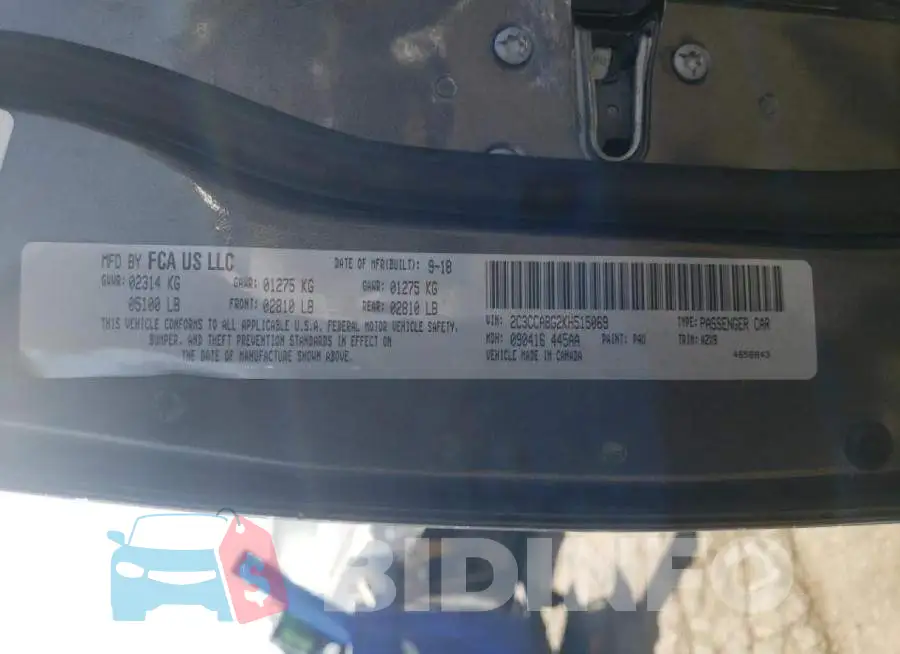 MFD BY FCA US LLC DATE OF MFR(BUILT): 9-18
GVWR: 02314 KG GAWR: 01275 KG GAWR: 01275 KG
05100 LB FRONT: 02810 LB REAR: 02810 LB
THIS VEHICLE CONFORMS TO ALL APPLICABLE U.S.A. FEDERAL MOTOR VEHICLE SAFETY,
BUMPER, AND THEFT PREVENTION STANDARDS IN EFFECT ON
THE DATE OF MANUFACTURE SHOWN ABOVE.
VIN: 2C3CCABG2KH515069 TYPE: PASSENGER CAR
MDH: 090416 445AA PAINT: PAU TRIM: H2X9
VEHICLE MADE IN CANADA 4656843
BIDINFO